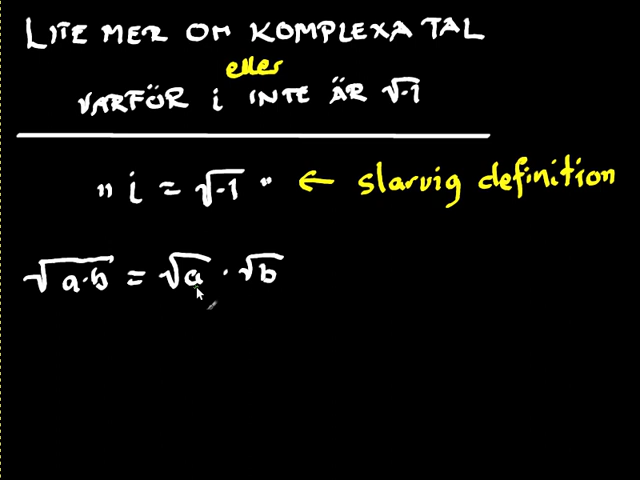 LITE MER OM KOMPLEXA TAL
eller
VARFÖR i INTE ÄR √-1
"i = √-1" ← slarvig definition
√a·b = √a · √b